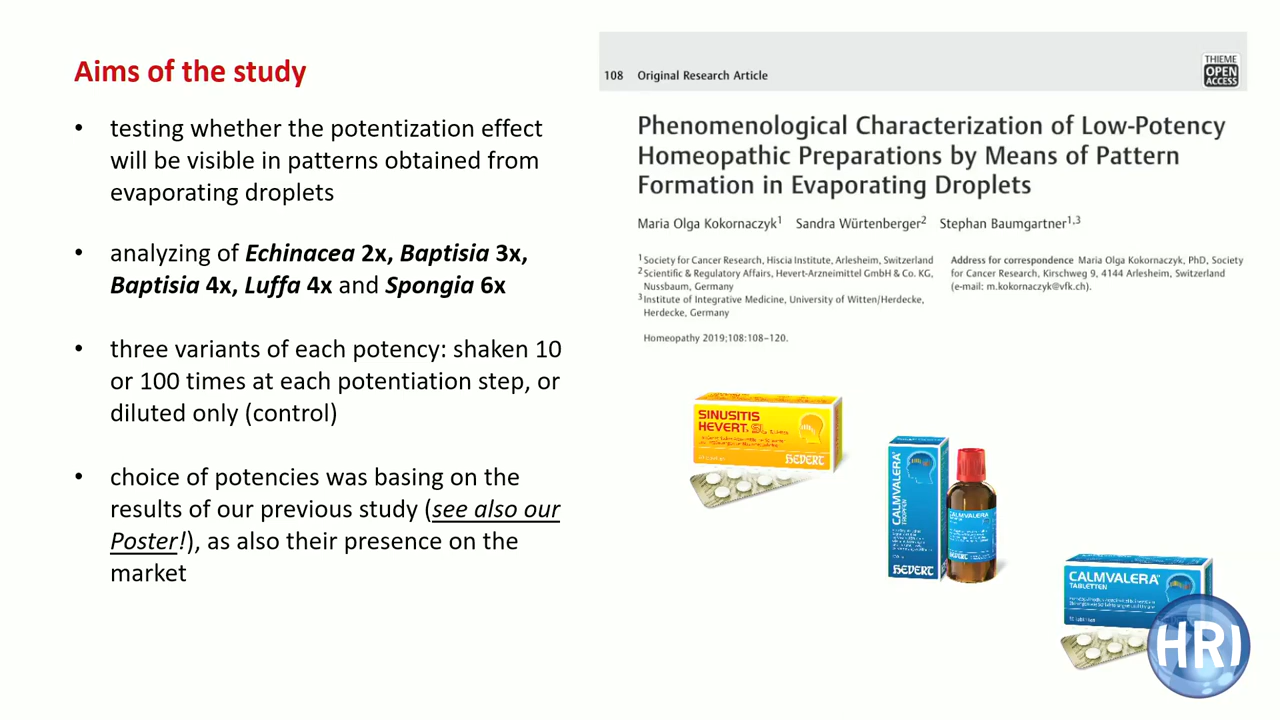 Aims of the study
• testing whether the potentization effect
will be visible in patterns obtained from
evaporating droplets
• analyzing of Echinacea 2x, Baptisia 3x,
Baptisia 4x, Luffa 4x and Spongia 6x
• three variants of each potency: shaken 10
or 100 times at each potentiation step, or
diluted only (control)
• choice of potencies was basing on the
results of our previous study (see also our
Poster!), as also their presence on the
market
108 Original Research Article
THIEME
OPEN
ACCESS
Phenomenological Characterization of Low-Potency
Homeopathic Preparations by Means of Pattern
Formation in Evaporating Droplets
Maria Olga Kokornaczyk1 Sandra Würtenberger2 Stephan Baumgartner1,3
1 Society for Cancer Research, Hiscia Institute, Arlesheim, Switzerland
2 Scientific & Regulatory Affairs, Hevert-Arzneimittel GmbH & Co. KG,
Nussbaum, Germany
3 Institute of Integrative Medicine, University of Witten/Herdecke,
Herdecke, Germany
Address for correspondence Maria Olga Kokornaczyk, PhD, Society
for Cancer Research, Kirschweg 9, 4144 Arlesheim, Switzerland
(e-mail: m.kokornaczyk@vfk.ch).
Homeopathy 2019;108:108–120.
SINUSITIS
HEVERT SL
HEVERT
CALMVALERA
TROPFEN
HEVERT
CALMVALERA
CALMVALERA
TABLETTEN
HRI